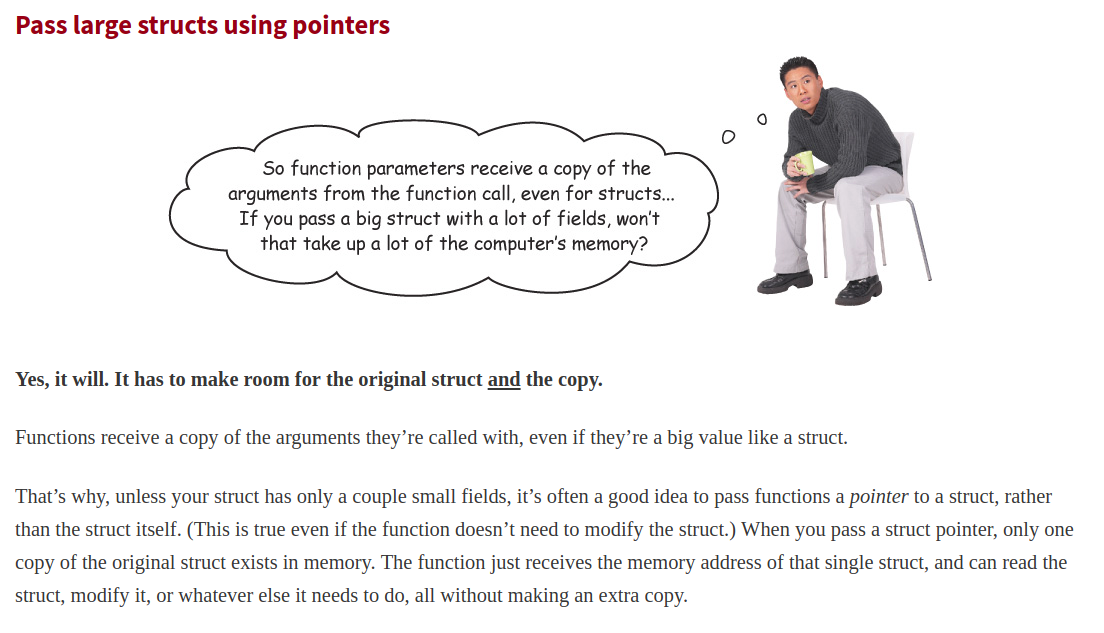 Pass large structs using pointers
So function parameters receive a copy of the
arguments from the function call, even for structs...
If you pass a big struct with a lot of fields, won't
that take up a lot of the computer's memory?
Yes, it will. It has to make room for the original struct and the copy.
Functions receive a copy of the arguments they’re called with, even if they’re a big value like a struct.
That’s why, unless your struct has only a couple small fields, it’s often a good idea to pass functions a pointer to a struct, rather
than the struct itself. (This is true even if the function doesn’t need to modify the struct.) When you pass a struct pointer, only one
copy of the original struct exists in memory. The function just receives the memory address of that single struct, and can read the
struct, modify it, or whatever else it needs to do, all without making an extra copy.